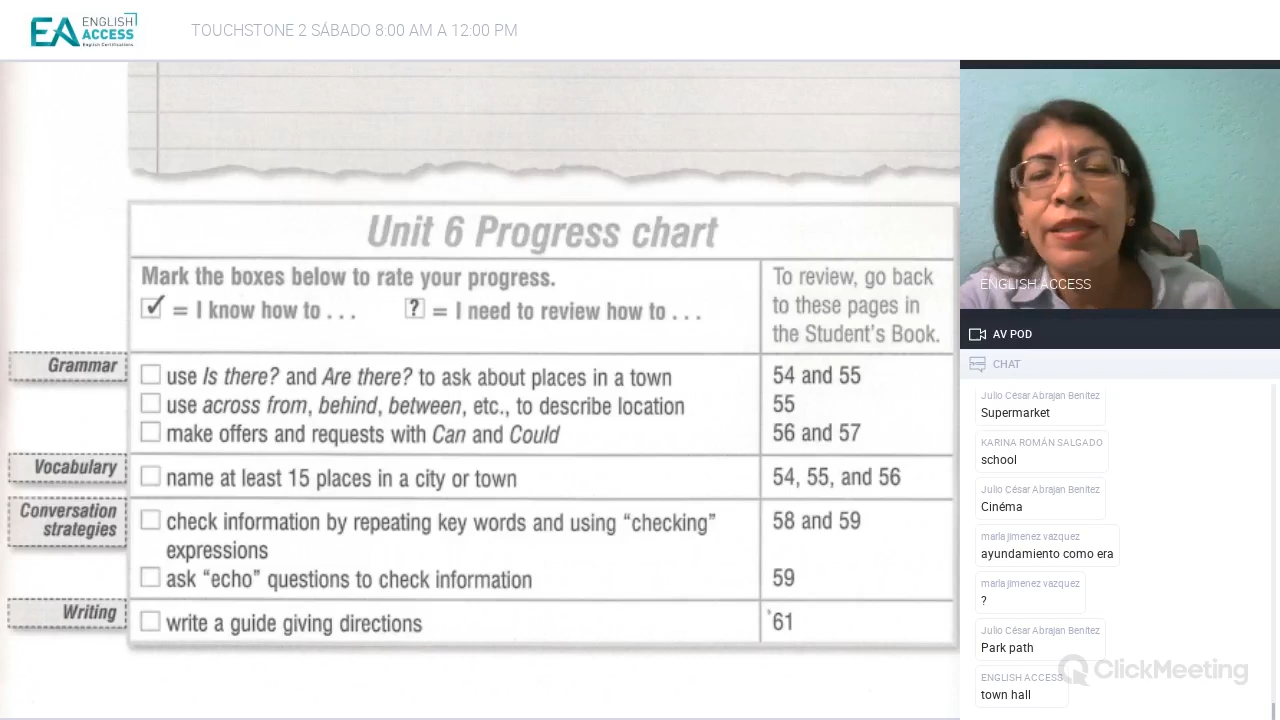 EA ENGLISH ACCESS
English Certifications
TOUCHSTONE 2 SÁBADO 8:00 AM A 12:00 PM
Unit 6 Progress chart
Mark the boxes below to rate your progress.
✓ = I know how to . . . ? = I need to review how to . . .
To review, go back
to these pages in
the Student's Book.
Grammar
use Is there? and Are there? to ask about places in a town 54 and 55
use across from, behind, between, etc., to describe location 55
make offers and requests with Can and Could 56 and 57
Vocabulary
name at least 15 places in a city or town 54, 55, and 56
Conversation
strategies
check information by repeating key words and using “checking” 58 and 59
expressions
ask “echo” questions to check information 59
Writing
write a guide giving directions 61
ENGLISH ACCESS
AV POD
CHAT
Julio César Abrajan Benítez
Supermarket
KARINA ROMÁN SALGADO
school
Julio César Abrajan Benítez
Cinéma
maria jimenez vazquez
ayundamiento como era
maria jimenez vazquez
?
Julio César Abrajan Benítez
Park path
ENGLISH ACCESS
town hall
ClickMeeting